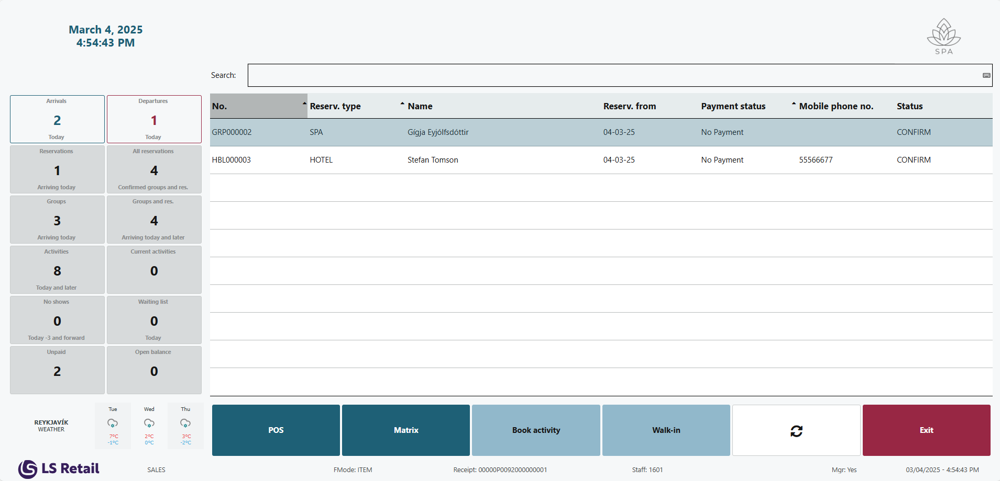 March 4, 2025
4:54:43 PM
SPA
Search:
Arrivals
2
Today
Departures
1
Today
Reservations
1
Arriving today
All reservations
4
Confirmed groups and res.
Groups
3
Arriving today
Groups and res.
4
Arriving today and later
Activities
8
Today and later
Current activities
0
No shows
0
Today -3 and forward
Waiting list
0
Today
Unpaid
2
Open balance
0
No. Reserv. type Name Reserv. from Payment status Mobile phone no. Status
GRP000002 SPA Gígja Eyjólfsdóttir 04-03-25 No Payment CONFIRM
HBL000003 HOTEL Stefan Tomson 04-03-25 No Payment 55566677 CONFIRM
REYKJAVÍK
WEATHER
Tue Wed Thu
7°C 2°C 3°C
-1°C 0°C -2°C
POS
Matrix
Book activity
Walk-in
Exit
LS Retail
SALES FMode: ITEM Receipt: 00000P0092000000001 Staff: 1601 Mgr: Yes 03/04/2025 - 4:54:43 PM